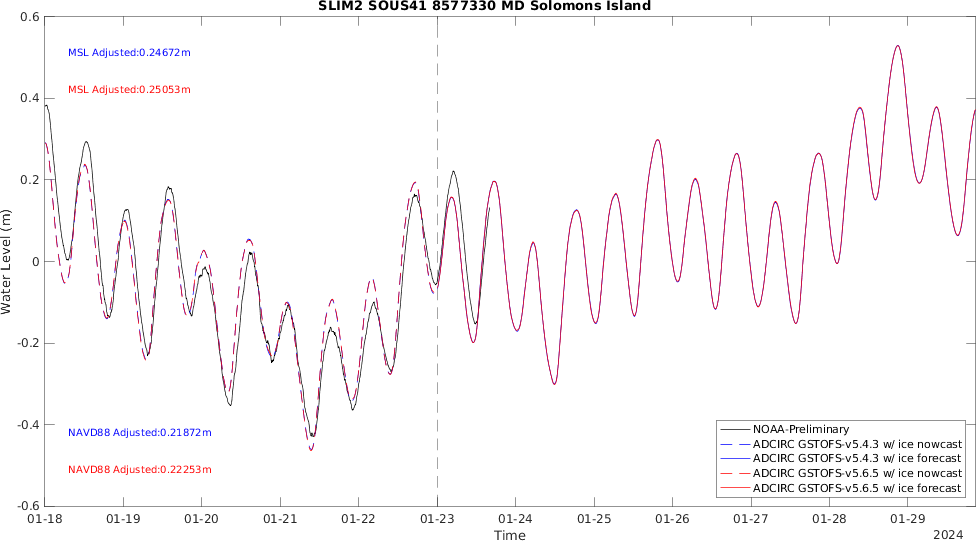 SLIM2 SOUS41 8577330 MD Solomons Island
0.6
0.4
0.2
0
-0.2
-0.4
-0.6
Water Level (m)
MSL Adjusted:0.24672m
MSL Adjusted:0.25053m
NAVD88 Adjusted:0.21872m
NAVD88 Adjusted:0.22253m
NOAA-Preliminary
ADCIRC GSTOFS-v5.4.3 w/ ice nowcast
ADCIRC GSTOFS-v5.4.3 w/ ice forecast
ADCIRC GSTOFS-v5.6.5 w/ ice nowcast
ADCIRC GSTOFS-v5.6.5 w/ ice forecast
01-18 01-19 01-20 01-21 01-22 01-23 01-24 01-25 01-26 01-27 01-28 01-29
Time
2024